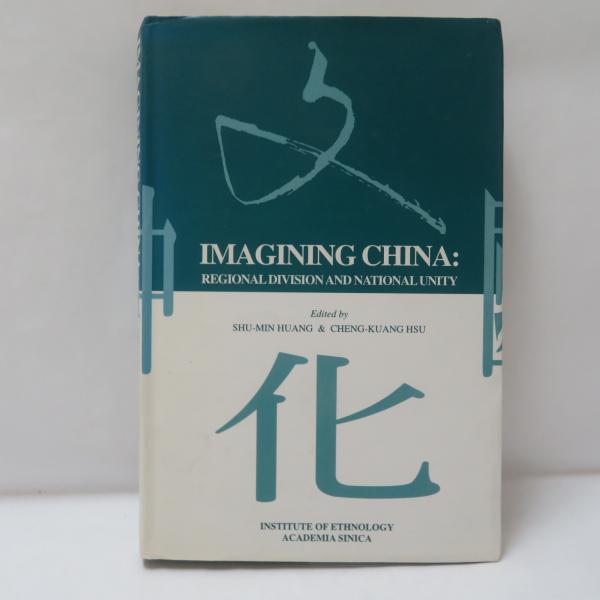 文
IMAGINING CHINA:
REGIONAL DIVISION AND NATIONAL UNITY
Edited by
SHU-MIN HUANG & CHENG-KUANG HSU
化
INSTITUTE OF ETHNOLOGY
ACADEMIA SINICA